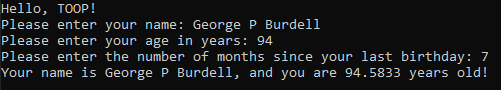 Hello, TOOP!
Please enter your name: George P Burdell
Please enter your age in years: 94
Please enter the number of months since your last birthday: 7
Your name is George P Burdell, and you are 94.5833 years old!